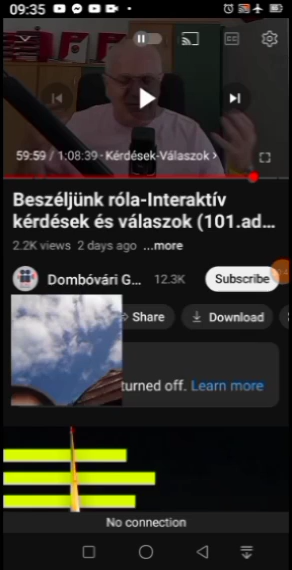 09:35
59:59 / 1:08:39 · Kérdések-Válaszok >
Beszéljünk róla-Interaktív
kérdések és válaszok (101.ad...
2.2K views 2 days ago ...more
Dombóvári G... 12.3K Subscribe
Share Download
turned off. Learn more
No connection